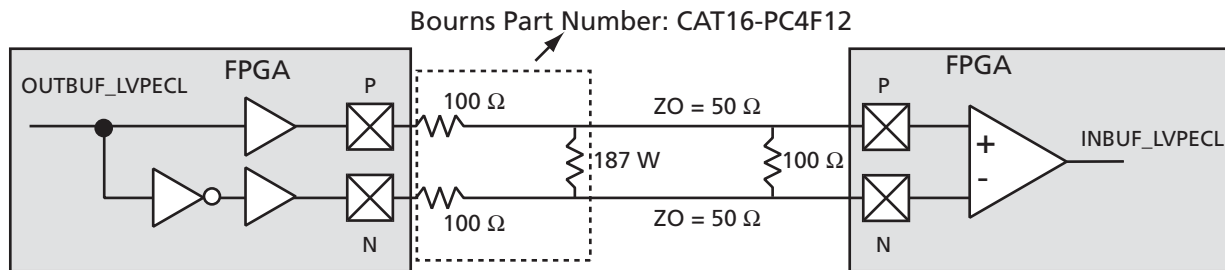 Bourns Part Number: CAT16-PC4F12
FPGA
FPGA
OUTBUF_LVPECL
P
P
100 Ω
ZO = 50 Ω
187 W
100 Ω
+
-
INBUF_LVPECL
100 Ω
ZO = 50 Ω
N
N